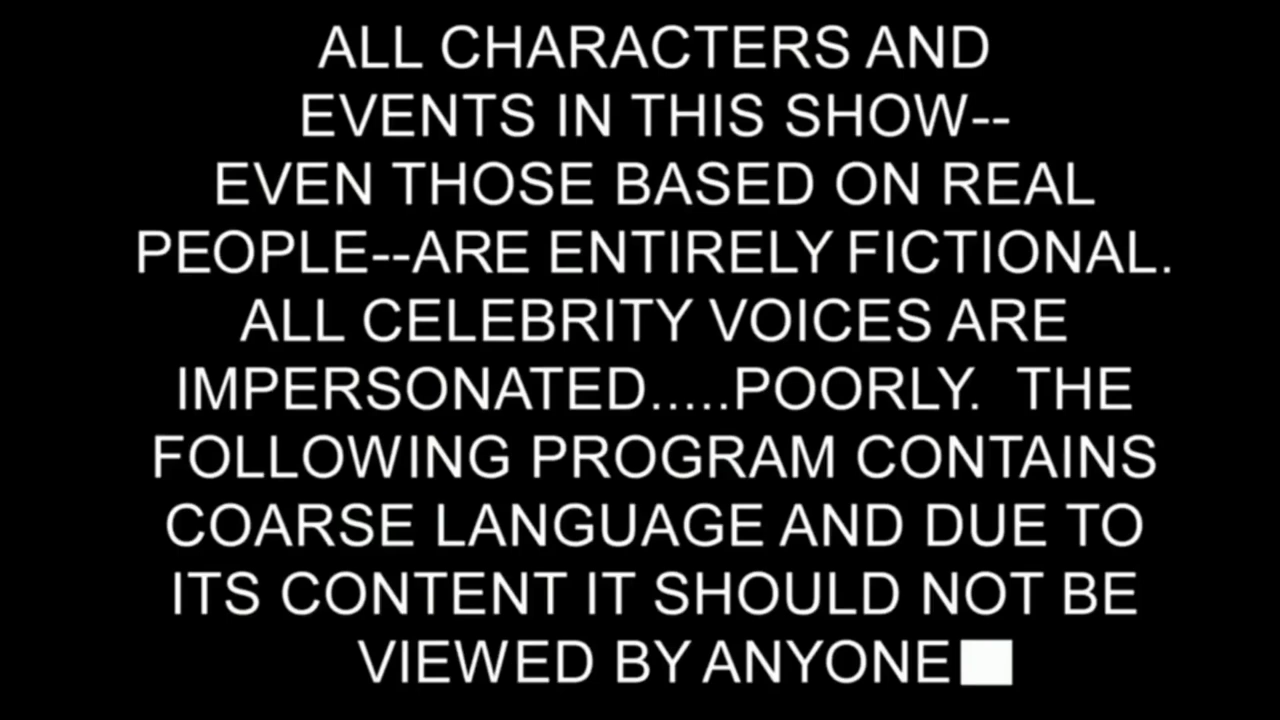 ALL CHARACTERS AND
EVENTS IN THIS SHOW--
EVEN THOSE BASED ON REAL
PEOPLE--ARE ENTIRELY FICTIONAL.
ALL CELEBRITY VOICES ARE
IMPERSONATED.....POORLY.  THE
FOLLOWING PROGRAM CONTAINS
COARSE LANGUAGE AND DUE TO
ITS CONTENT IT SHOULD NOT BE
VIEWED BY ANYONE